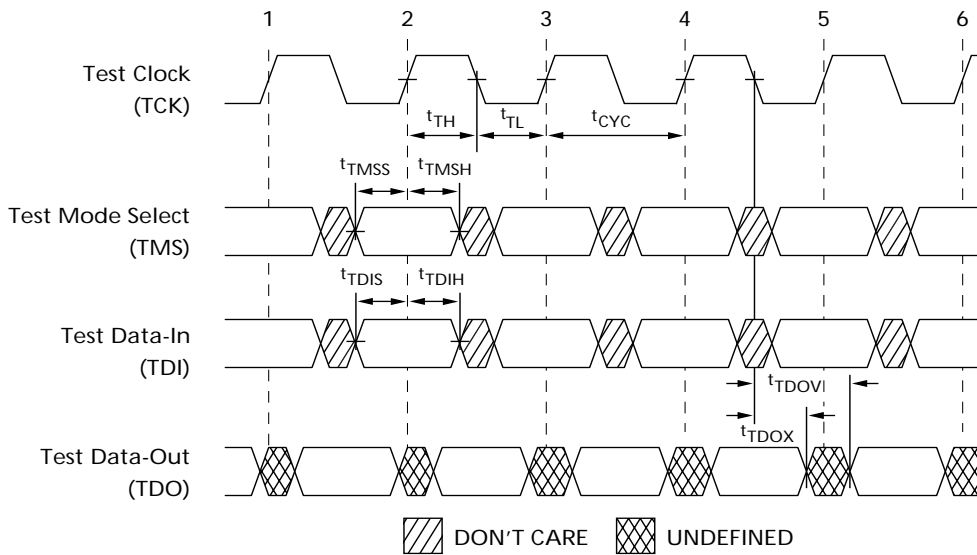 1 2 3 4 5 6
Test Clock
(TCK)
tTH tTL tCYC
tTMSS tTMSH
Test Mode Select
(TMS)
tTDIS tTDIH
Test Data-In
(TDI)
tTDOV
tTDOX
Test Data-Out
(TDO)
DON'T CARE UNDEFINED